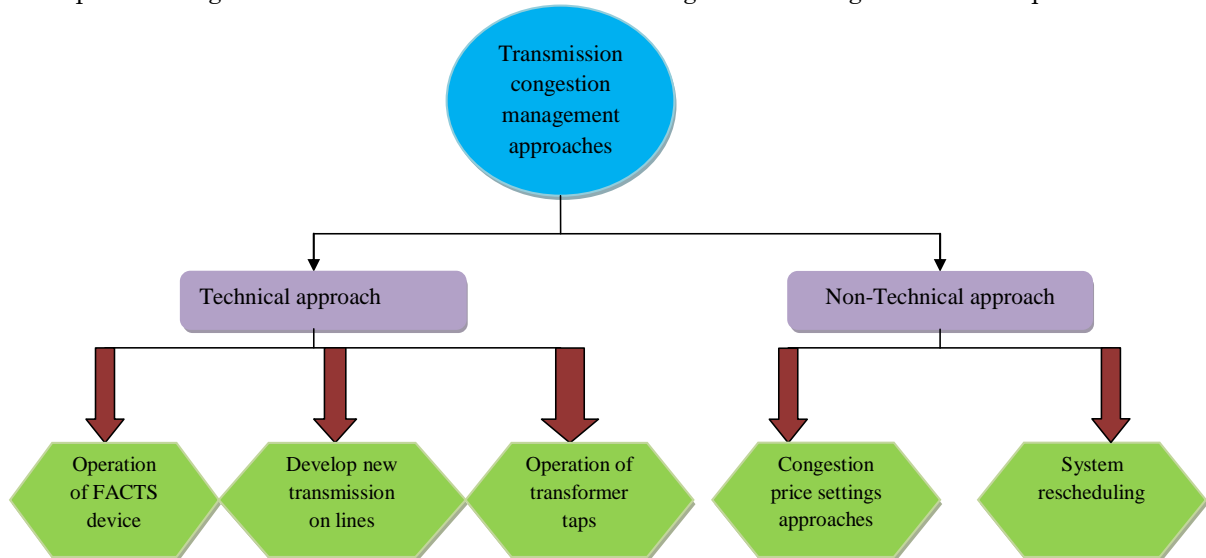 Transmission
congestion
management
approaches
Technical approach
Non-Technical approach
Operation
of FACTS
device
Develop new
transmission
on lines
Operation of
transformer
taps
Congestion
price settings
approaches
System
rescheduling